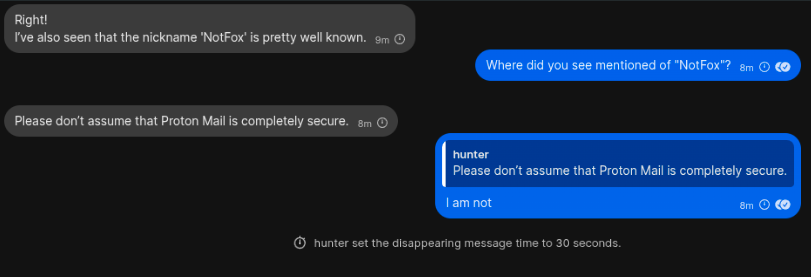 Right!
I've also seen that the nickname 'NotFox' is pretty well known. 9m
Where did you see mentioned of "NotFox"? 8m
Please don't assume that Proton Mail is completely secure. 8m
hunter
Please don't assume that Proton Mail is completely secure.
I am not 8m
hunter set the disappearing message time to 30 seconds.